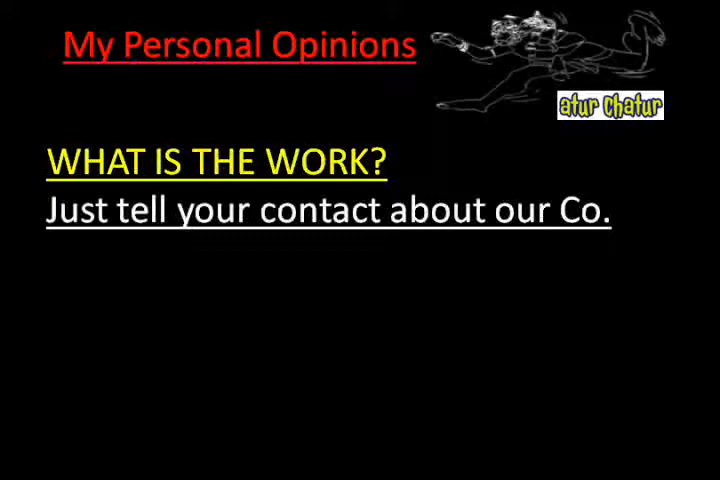 My Personal Opinions
atur Chatur
WHAT IS THE WORK?
Just tell your contact about our Co.